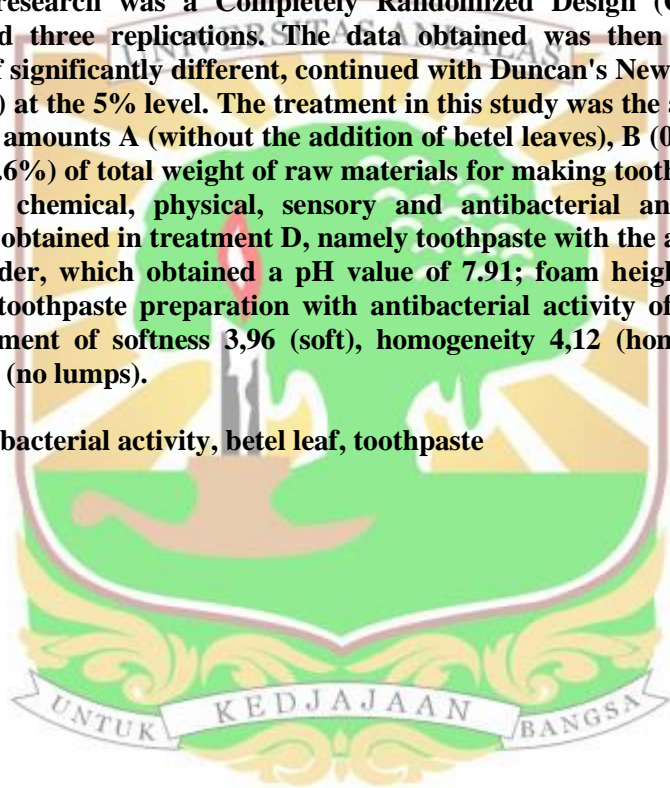 research was a Completely Randomized Design (
d three replications. The data obtained was then
f significantly different, continued with Duncan's New
) at the 5% level. The treatment in this study was the a
amounts A (without the addition of betel leaves), B (0
.6%) of total weight of raw materials for making tooth
chemical, physical, sensory and antibacterial an
obtained in treatment D, namely toothpaste with the a
der, which obtained a pH value of 7.91; foam heigh
toothpaste preparation with antibacterial activity of
ment of softness 3,96 (soft), homogeneity 4,12 (hom
(no lumps).
bacterial activity, betel leaf, toothpaste
UNIVERSITAS ANDALAS
UNTUK KEDJAJAAN BANGSA